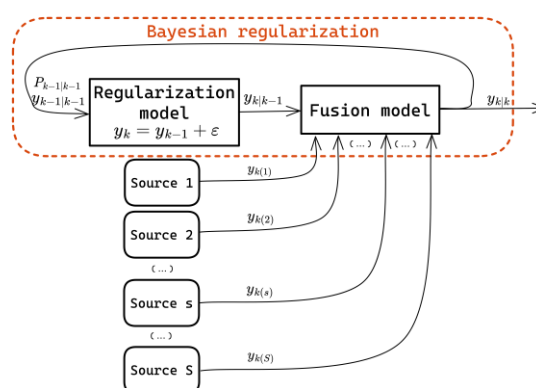 Bayesian regularization
P_{k-1|k-1}
y_{k-1|k-1}
Regularization
model
y_k = y_{k-1} + ε
y_{k|k-1}
Fusion model
y_{k|k}
(...) (...)
Source 1
y_{k(1)}
Source 2
y_{k(2)}
(...)
Source s
y_{k(s)}
(...)
Source S
y_{k(S)}